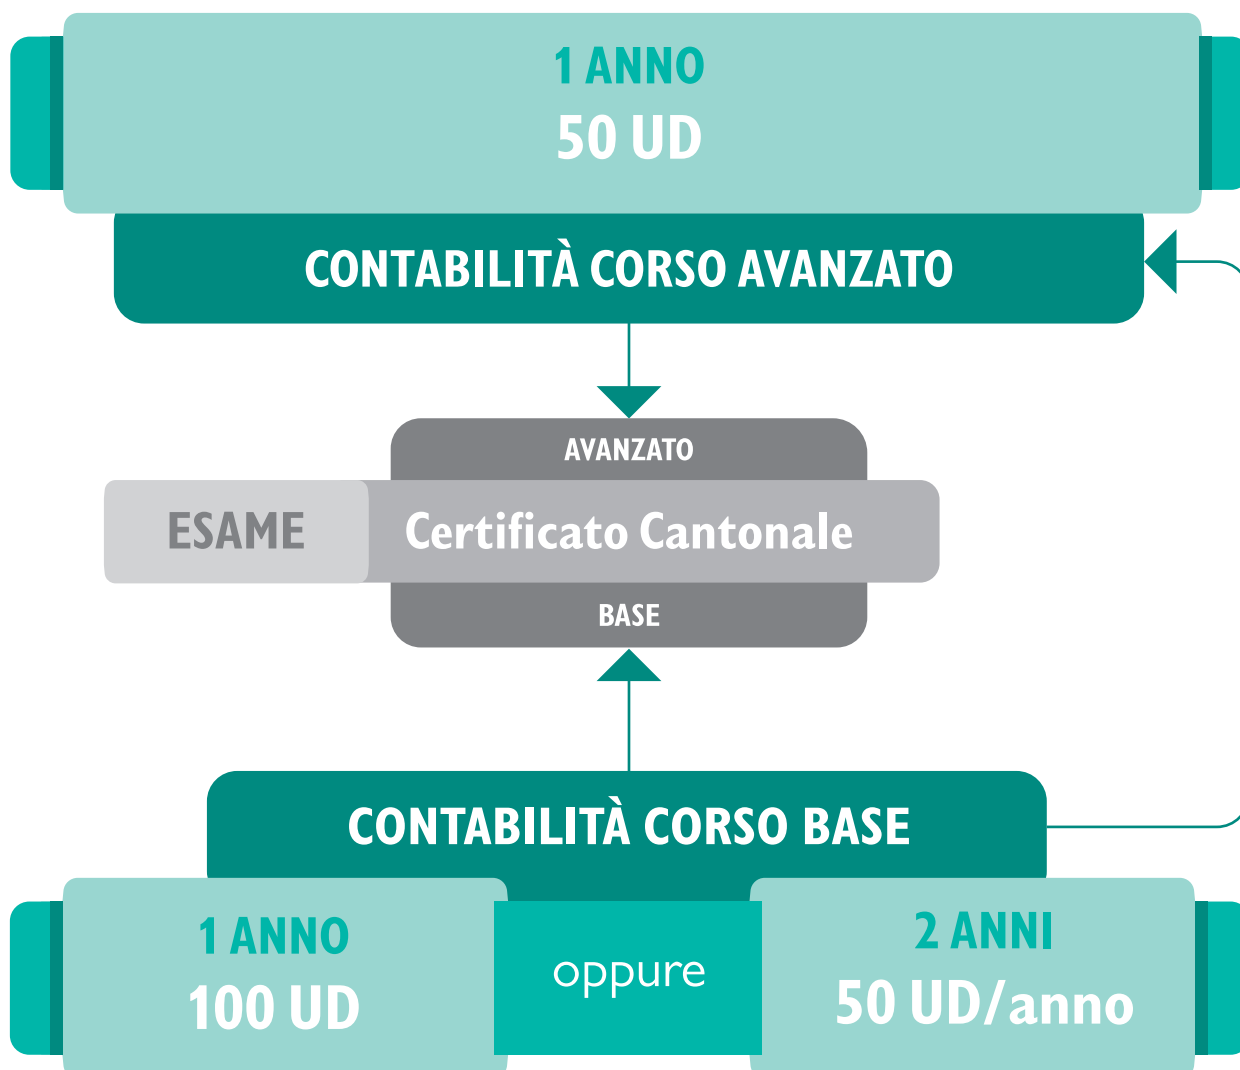 1 ANNO
50 UD
CONTABILITÀ CORSO AVANZATO
AVANZATO
ESAME
Certificato Cantonale
BASE
CONTABILITÀ CORSO BASE
1 ANNO
100 UD
oppure
2 ANNI
50 UD/anno